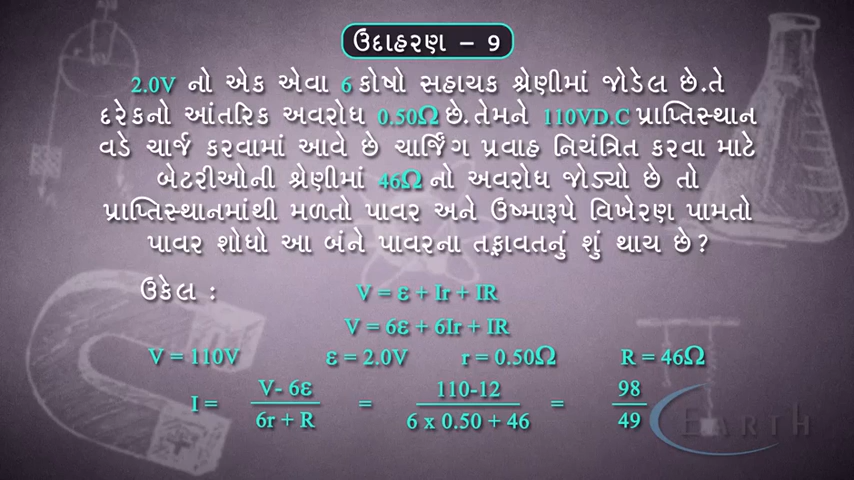 ઉદાહરણ – 9
2.0V નો એક એવા 6 કોષો સહાયક શ્રેણીમાં જોડેલ છે.તે
દરેકનો આંતરિક અવરોધ 0.50Ω છે. તેમને 110VD.C પ્રાપ્તિસ્થાન
વડે ચાર્જ કરવામાં આવે છે ચાર્જિંગ પ્રવાહ નિયંત્રિત કરવા માટે
બેટરીઓની શ્રેણીમાં 46Ω નો અવરોધ જોડ્યો છે તો
પ્રાપ્તિસ્થાનમાંથી મળતો પાવર અને ઉષ્મારૂપે વિખેરણ પામતો
પાવર શોધો આ બંને પાવરના તફાવતનું શું થાય છે ?
ઉકેલ : V = ε + Ir + IR
V = 6ε + 6Ir + IR
V = 110V ε = 2.0V r = 0.50Ω R = 46Ω
I = V- 6ε / 6r + R = 110-12 / 6 x 0.50 + 46 = 98 / 49
EARTH